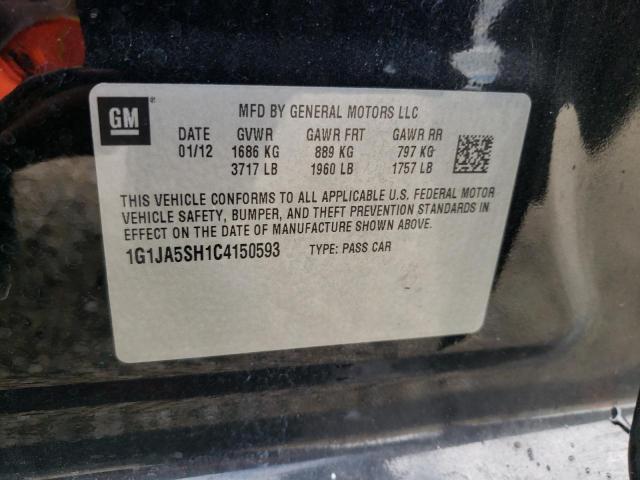 GM
MFD BY GENERAL MOTORS LLC
DATE GVWR GAWR FRT GAWR RR
01/12 1686 KG 889 KG 797 KG
3717 LB 1960 LB 1757 LB
THIS VEHICLE CONFORMS TO ALL APPLICABLE U.S. FEDERAL MOTOR
VEHICLE SAFETY, BUMPER, AND THEFT PREVENTION STANDARDS IN
EFFECT ON THE DATE OF MANUFACTURE SHOWN ABOVE.
1G1JA5SH1C4150593 TYPE: PASS CAR